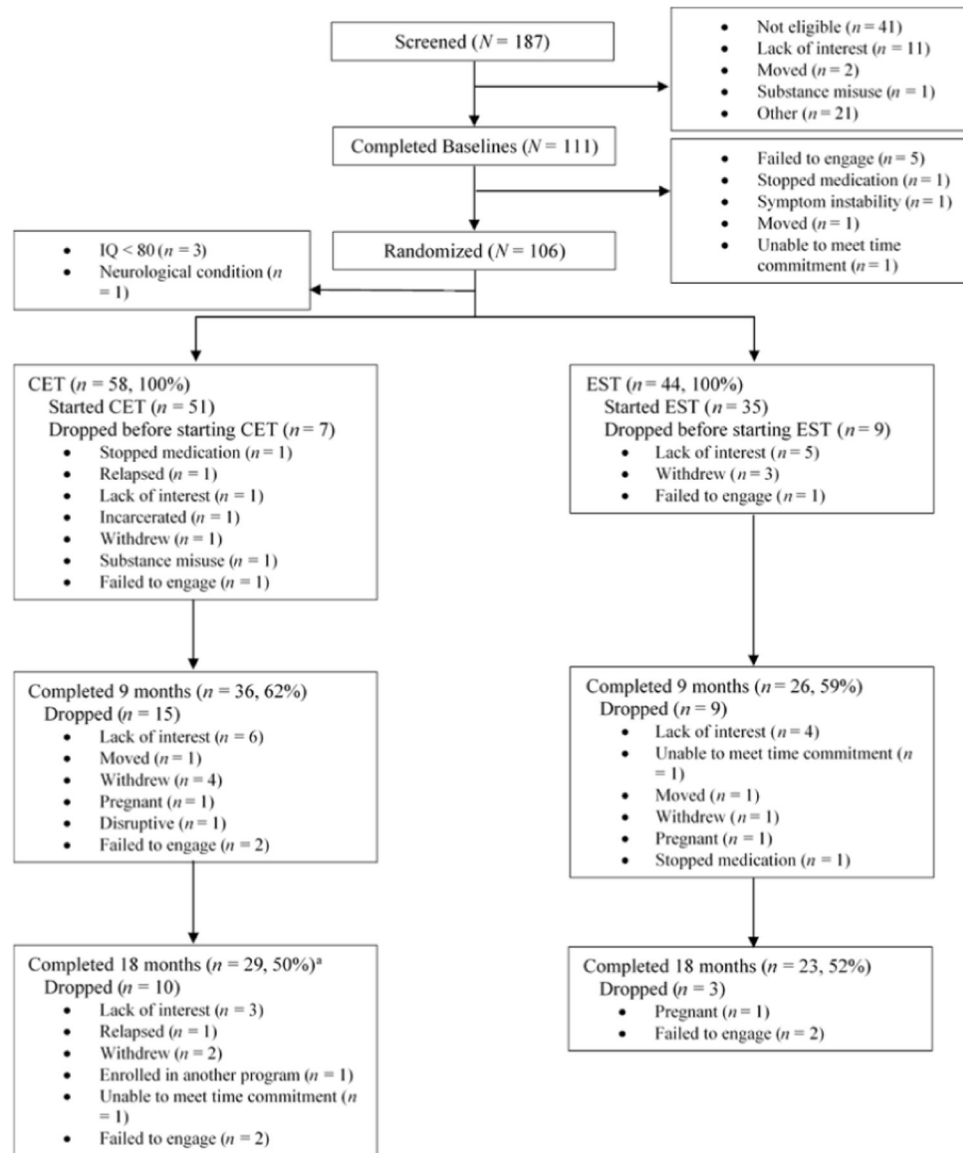 Screened (N = 187)
• Not eligible (n = 41)
• Lack of interest (n = 11)
• Moved (n = 2)
• Substance misuse (n = 1)
• Other (n = 21)
Completed Baselines (N = 111)
• Failed to engage (n = 5)
• Stopped medication (n = 1)
• Symptom instability (n = 1)
• Moved (n = 1)
• Unable to meet time
commitment (n = 1)
Randomized (N = 106)
• IQ < 80 (n = 3)
• Neurological condition (n
= 1)
CET (n = 58, 100%)
Started CET (n = 51)
Dropped before starting CET (n = 7)
• Stopped medication (n = 1)
• Relapsed (n = 1)
• Lack of interest (n = 1)
• Incarcerated (n = 1)
• Withdrew (n = 1)
• Substance misuse (n = 1)
• Failed to engage (n = 1)
EST (n = 44, 100%)
Started EST (n = 35)
Dropped before starting EST (n = 9)
• Lack of interest (n = 5)
• Withdrew (n = 3)
• Failed to engage (n = 1)
Completed 9 months (n = 36, 62%)
Dropped (n = 15)
• Lack of interest (n = 6)
• Moved (n = 1)
• Withdrew (n = 4)
• Pregnant (n = 1)
• Disruptive (n = 1)
• Failed to engage (n = 2)
Completed 9 months (n = 26, 59%)
Dropped (n = 9)
• Lack of interest (n = 4)
• Unable to meet time commitment (n
= 1)
• Moved (n = 1)
• Withdrew (n = 1)
• Pregnant (n = 1)
• Stopped medication (n = 1)
Completed 18 months (n = 29, 50%)ᵃ
Dropped (n = 10)
• Lack of interest (n = 3)
• Relapsed (n = 1)
• Withdrew (n = 2)
• Enrolled in another program (n = 1)
• Unable to meet time commitment (n
= 1)
• Failed to engage (n = 2)
Completed 18 months (n = 23, 52%)
Dropped (n = 3)
• Pregnant (n = 1)
• Failed to engage (n = 2)